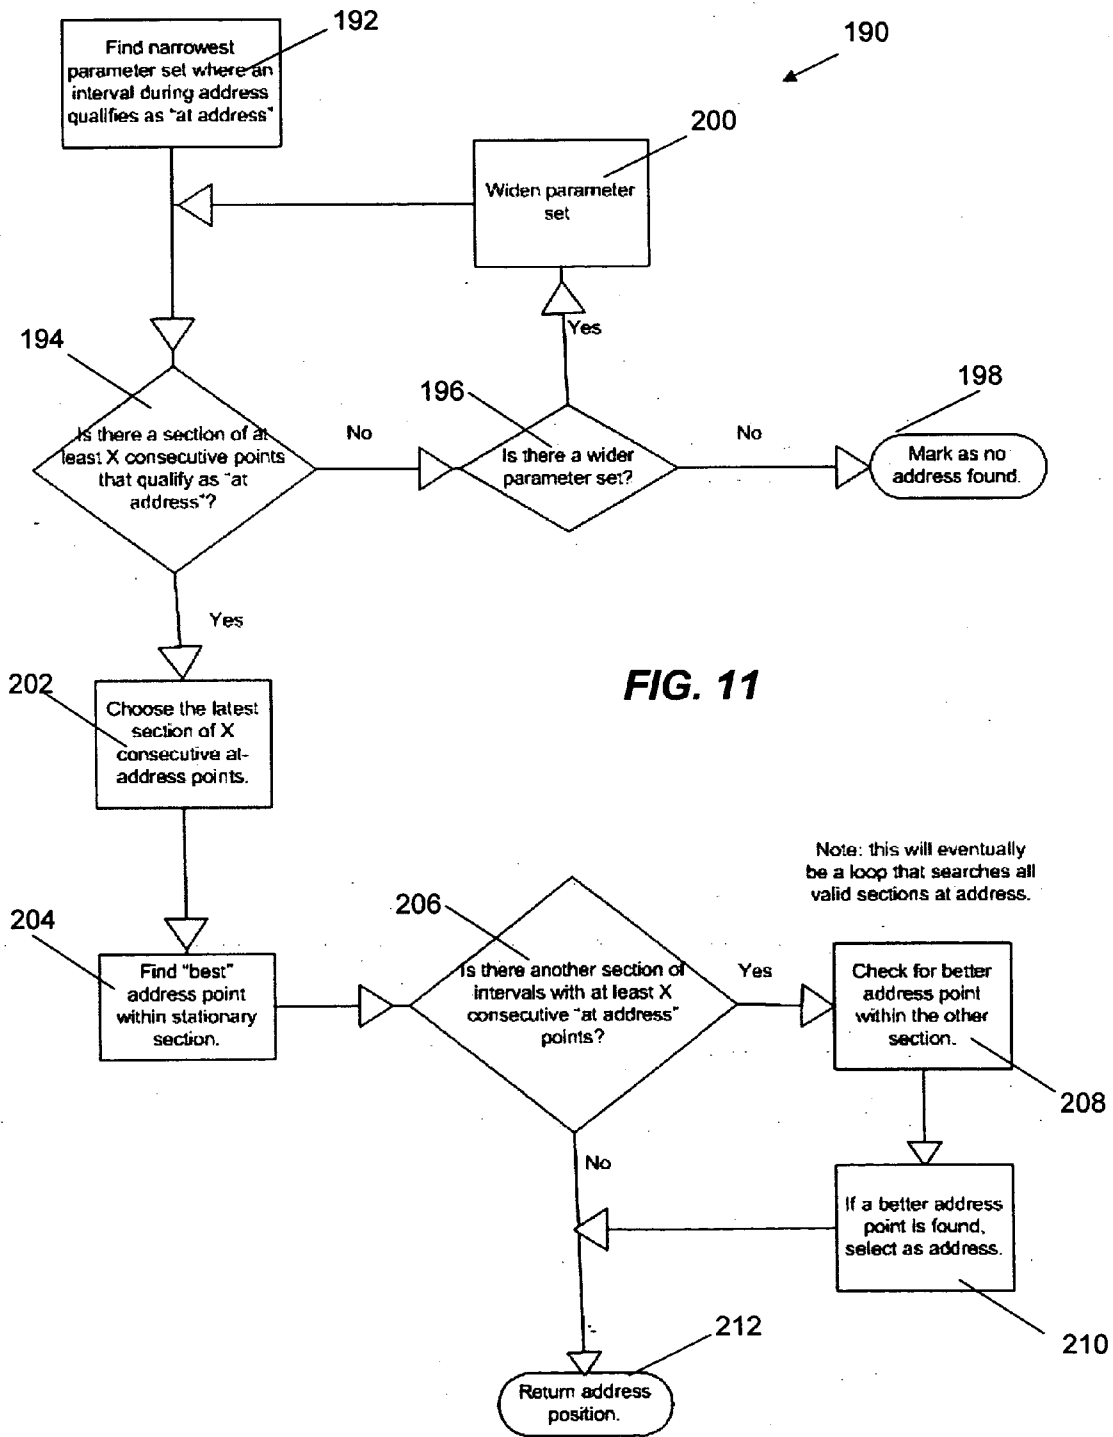 192
190
Find narrowest
parameter set where an
interval during address
qualifies as "at address"
200
Widen parameter
set
Yes
194
196
198
Is there a section of at
least X consecutive points
that qualify as "at
address"?
No
Is there a wider
parameter set?
No
Mark as no
address found.
Yes
202
FIG. 11
Choose the latest
section of X
consecutive at-
address points.
Note: this will eventually
be a loop that searches all
valid sections at address.
204
206
Find "best"
address point
within stationary
section.
Is there another section of
intervals with at least X
consecutive "at address"
points?
Yes
Check for better
address point
within the other
section.
208
No
If a better address
point is found,
select as address.
210
212
Return address
position.